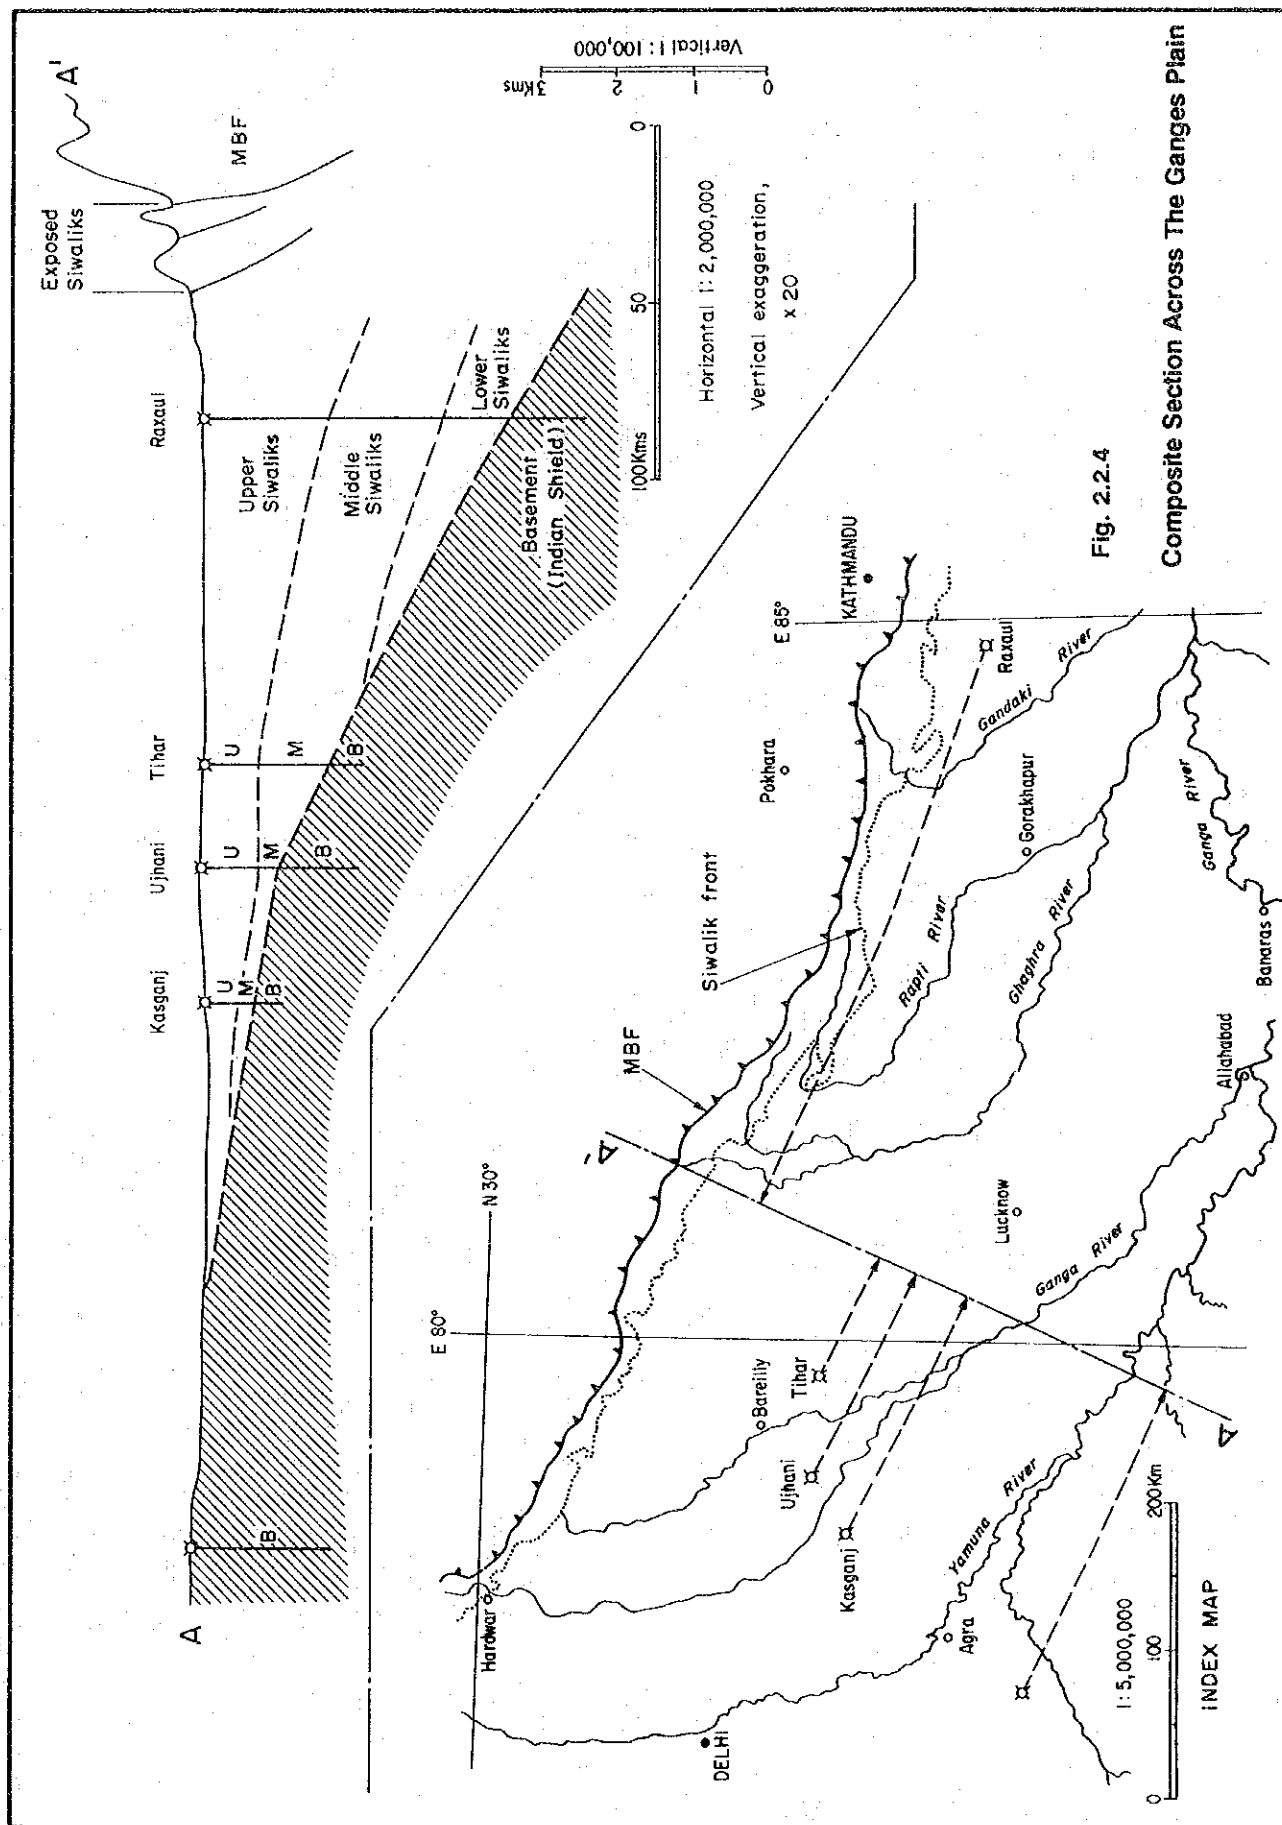 A
A'
Kasganj
Ujhani
Tihar
Raxaul
Exposed
Siwaliks
MBF
B
U
M
B
U
M
B
U
M
B
Upper
Siwaliks
Middle
Siwaliks
Lower
Siwaliks
Basement
(Indian Shield)
100Kms
50
0
Horizontal 1: 2,000,000
Vertical exaggeration,
x 20
3Kms
2
1
0
Vertical 1: 100,000
N 30°
E 80°
E 85°
Hardwar
DELHI
Agra
Bareilly
Tihar
Ujhani
Kasganj
Lucknow
Allahabad
Banaras
Gorakhapur
Pokhara
KATHMANDU
Raxaul
MBF
Siwalik front
A'
A
Yamuna River
Ganga River
Ghaghra River
Rapti River
Gandaki River
Ganga River
1: 5,000,000
0
100
200Km
INDEX MAP
Fig. 2.2.4
Composite Section Across The Ganges Plain